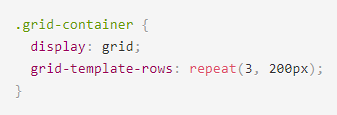 .grid-container {
  display: grid;
  grid-template-rows: repeat(3, 200px);
}